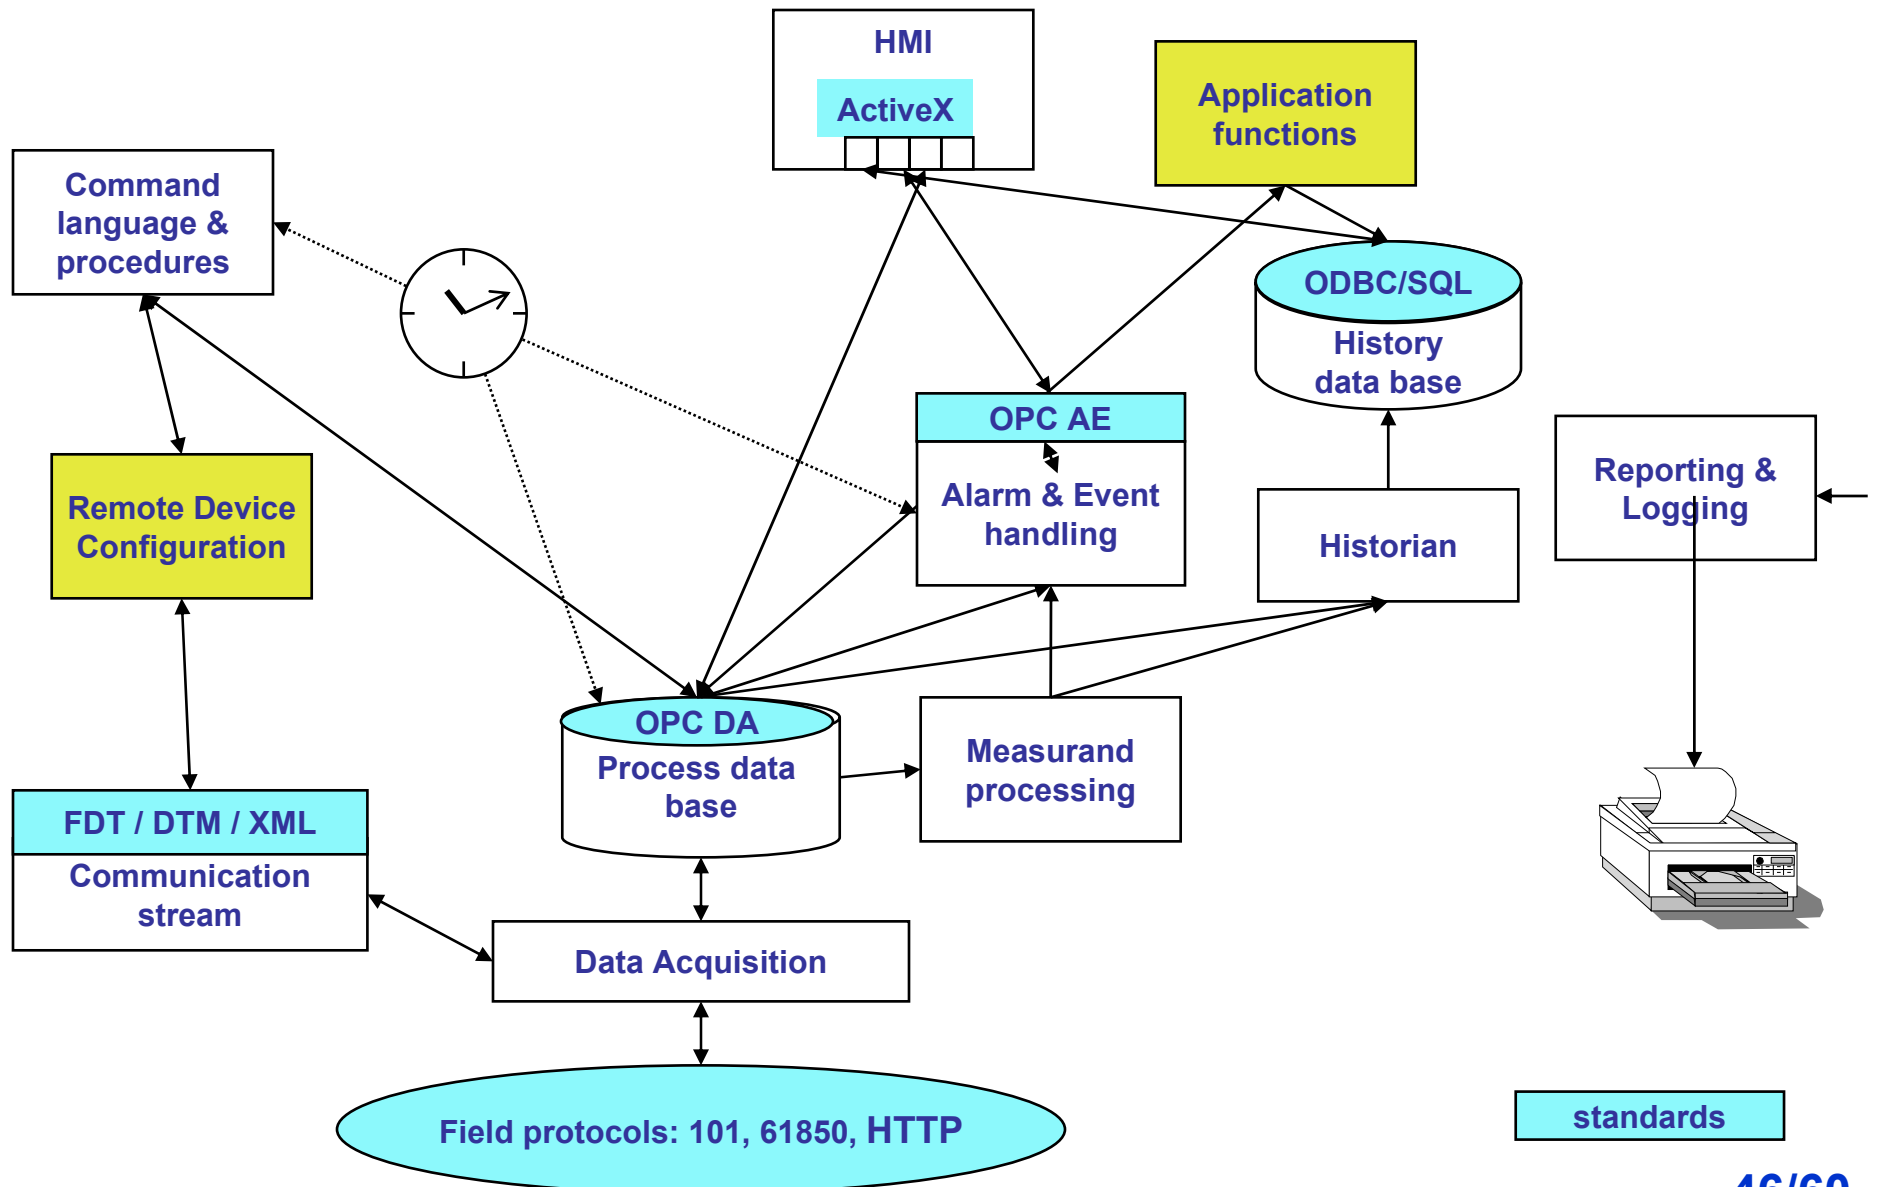 HMI
ActiveX
Application
functions
Command
language &
procedures
ODBC/SQL
History
data base
OPC AE
Alarm & Event
handling
Reporting &
Logging
Remote Device
Configuration
Historian
OPC DA
Process data
base
Measurand
processing
FDT / DTM / XML
Communication
stream
Data Acquisition
Field protocols: 101, 61850, HTTP
standards
46/60